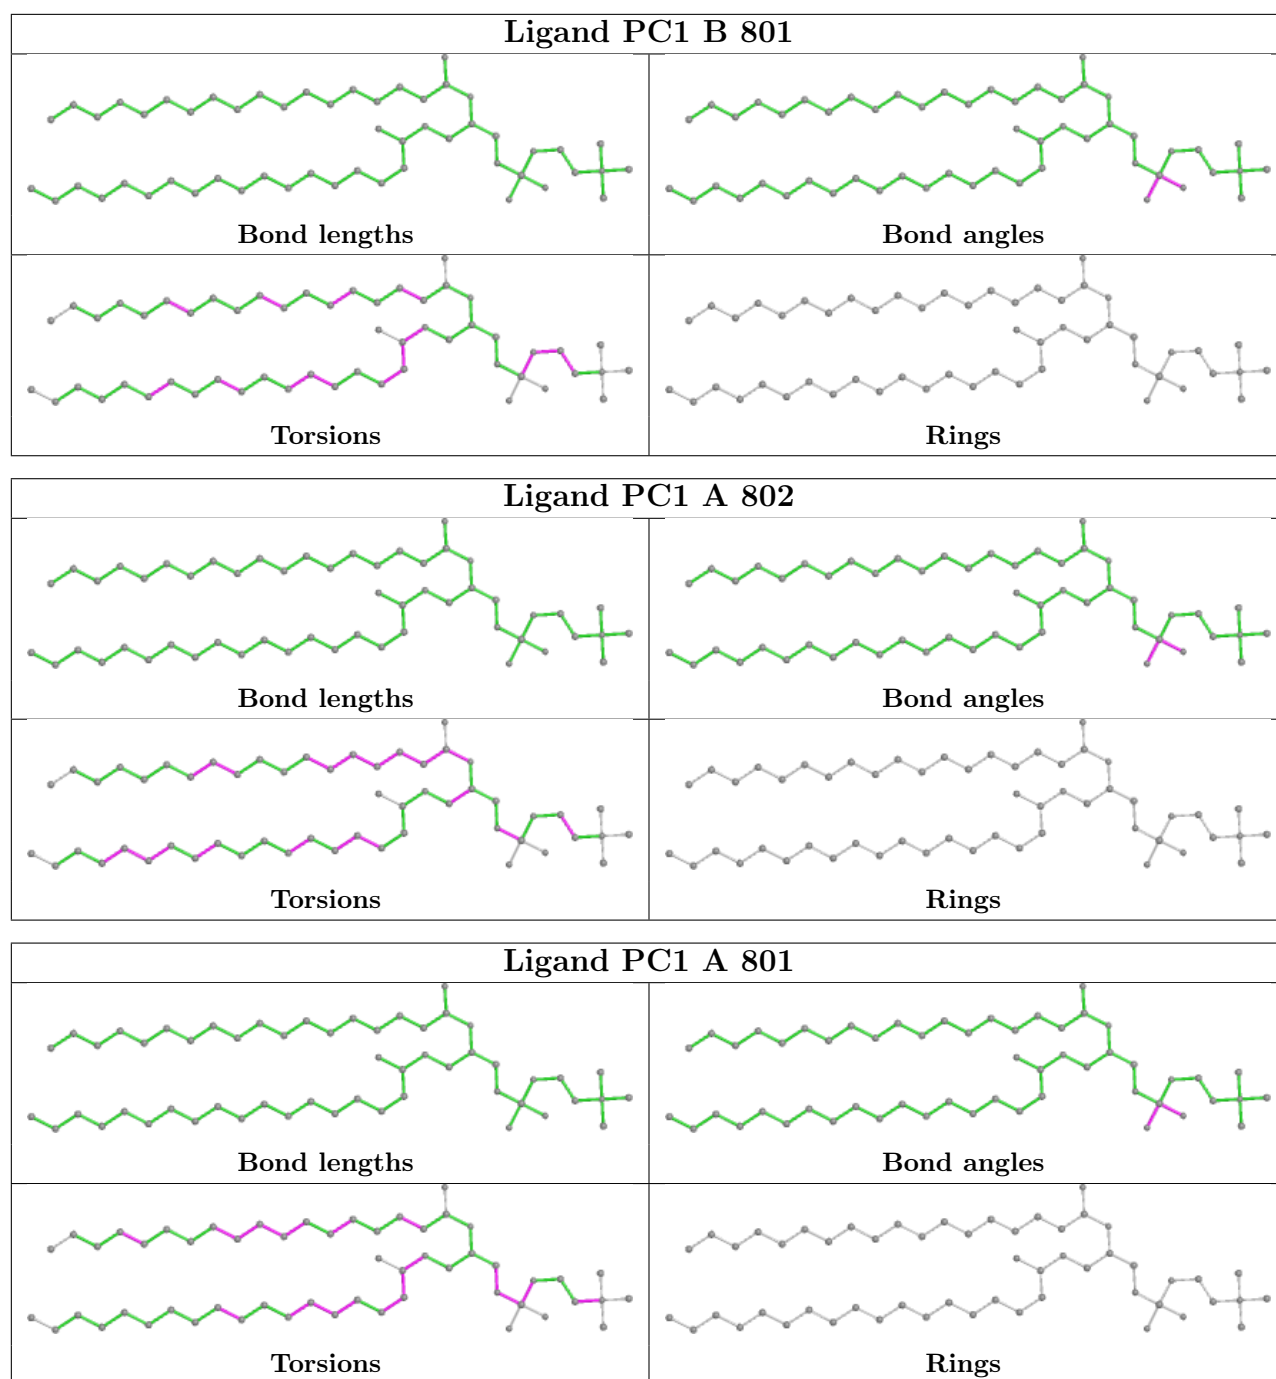 Ligand PC1 B 801
Bond lengths
Bond angles
Torsions
Rings
Ligand PC1 A 802
Bond lengths
Bond angles
Torsions
Rings
Ligand PC1 A 801
Bond lengths
Bond angles
Torsions
Rings